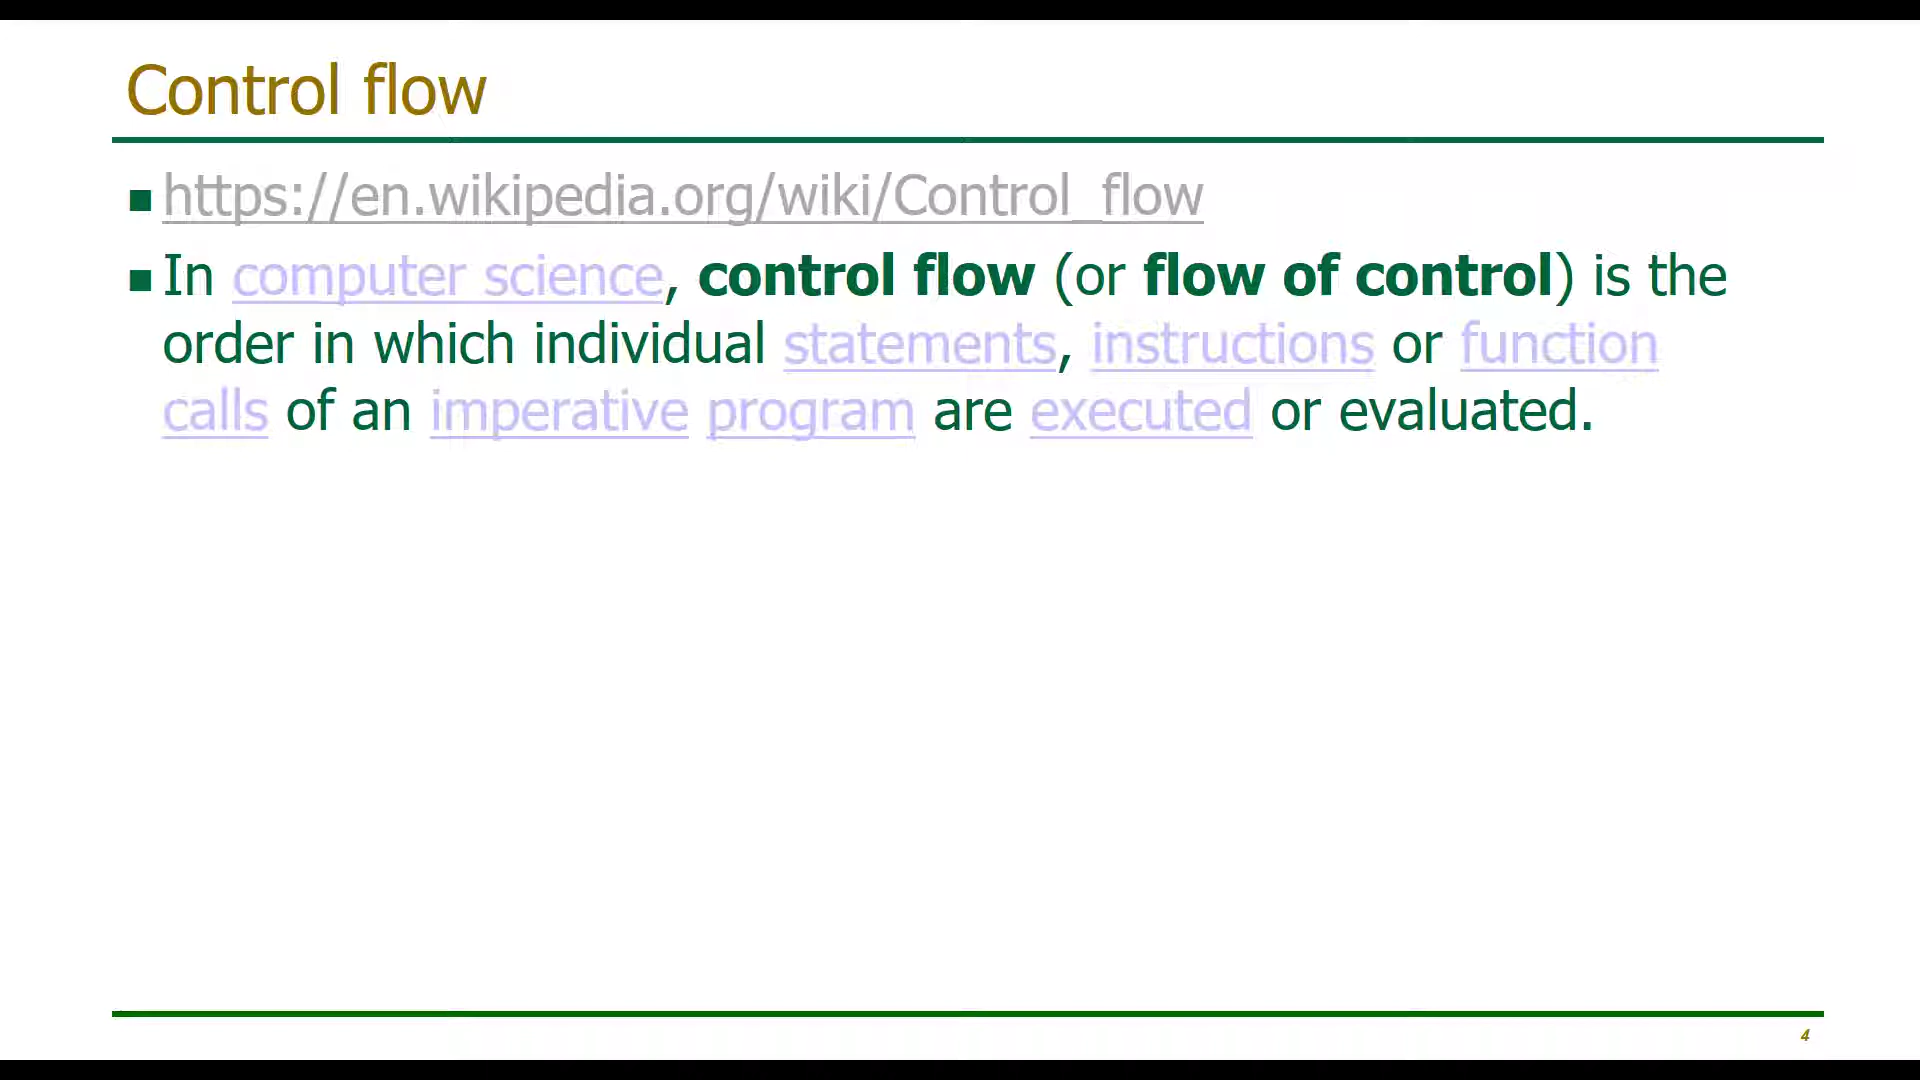 Control flow
https://en.wikipedia.org/wiki/Control_flow
In computer science, control flow (or flow of control) is the
order in which individual statements, instructions or function
calls of an imperative program are executed or evaluated.
4